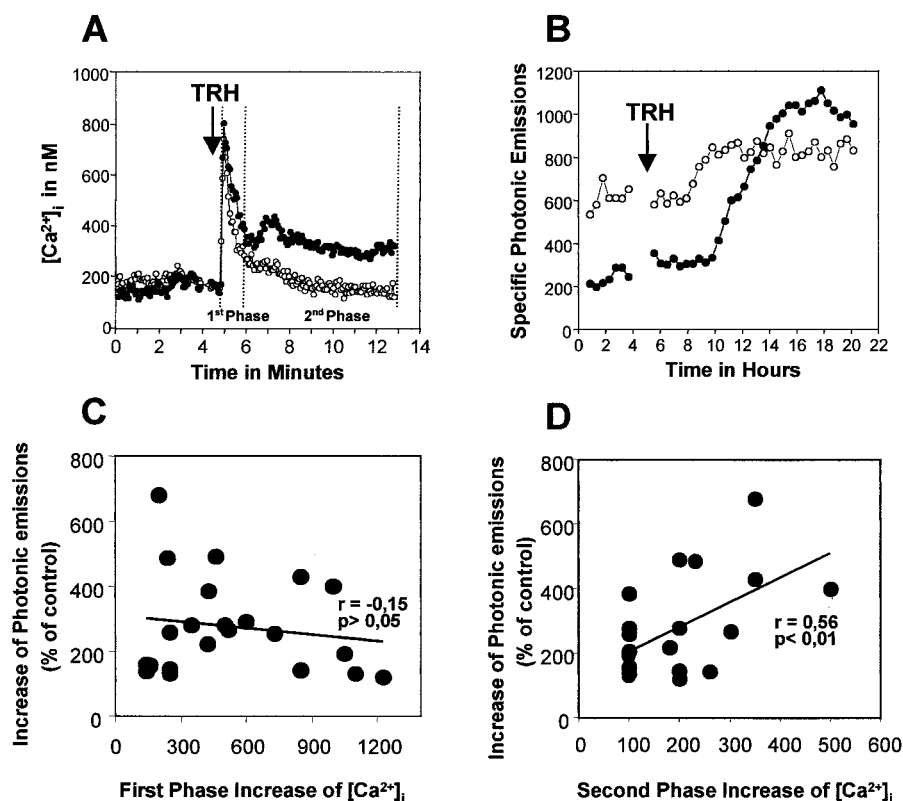 A
[Ca²⁺]i in nM
1000
800
600
400
200
0
TRH
1st Phase
2nd Phase
0 2 4 6 8 10 12 14
Time in Minutes
B
Specific Photonic Emissions
1200
1000
800
600
400
200
0
TRH
0 2 4 6 8 10 12 14 16 18 20 22
Time in Hours
C
Increase of Photonic emissions
(% of control)
800
600
400
200
0
r = -0,15
p> 0,05
0 300 600 900 1200
First Phase Increase of [Ca²⁺]i
D
Increase of Photonic emissions
(% of control)
800
600
400
200
0
r = 0,56
p< 0,01
0 100 200 300 400 500 600
Second Phase Increase of [Ca²⁺]i